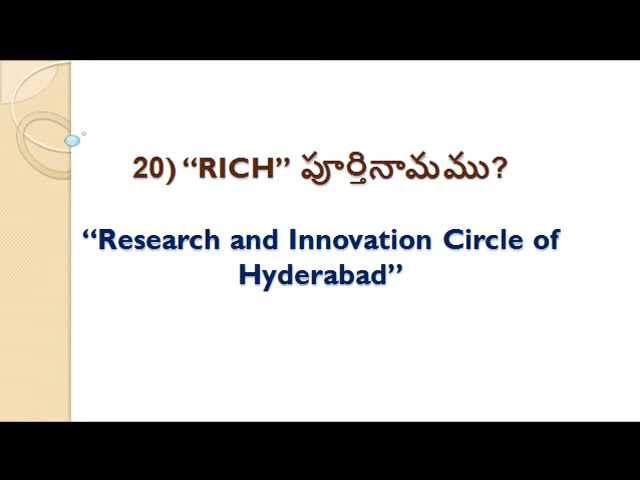 20) “RICH” పూర్తినామము?
“Research and Innovation Circle of
Hyderabad”